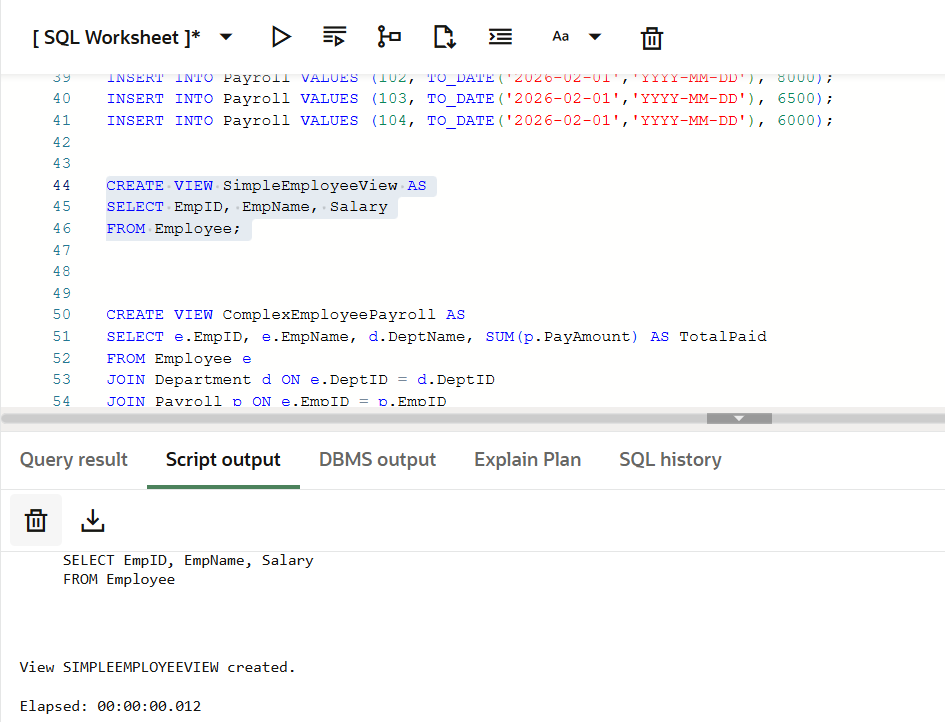 [ SQL Worksheet ]*
Aa
39 INSERT INTO Payroll VALUES (102, TO_DATE('2026-02-01','YYYY-MM-DD'), 8000);
40 INSERT INTO Payroll VALUES (103, TO_DATE('2026-02-01','YYYY-MM-DD'), 6500);
41 INSERT INTO Payroll VALUES (104, TO_DATE('2026-02-01','YYYY-MM-DD'), 6000);
42
43
44 CREATE VIEW SimpleEmployeeView AS
45 SELECT EmpID, EmpName, Salary
46 FROM Employee;
47
48
49
50 CREATE VIEW ComplexEmployeePayroll AS
51 SELECT e.EmpID, e.EmpName, d.DeptName, SUM(p.PayAmount) AS TotalPaid
52 FROM Employee e
53 JOIN Department d ON e.DeptID = d.DeptID
54 JOIN Payroll p ON e.EmpID = p.EmpID
Query result Script output DBMS output Explain Plan SQL history
SELECT EmpID, EmpName, Salary
FROM Employee
View SIMPLEEMPLOYEEVIEW created.
Elapsed: 00:00:00.012